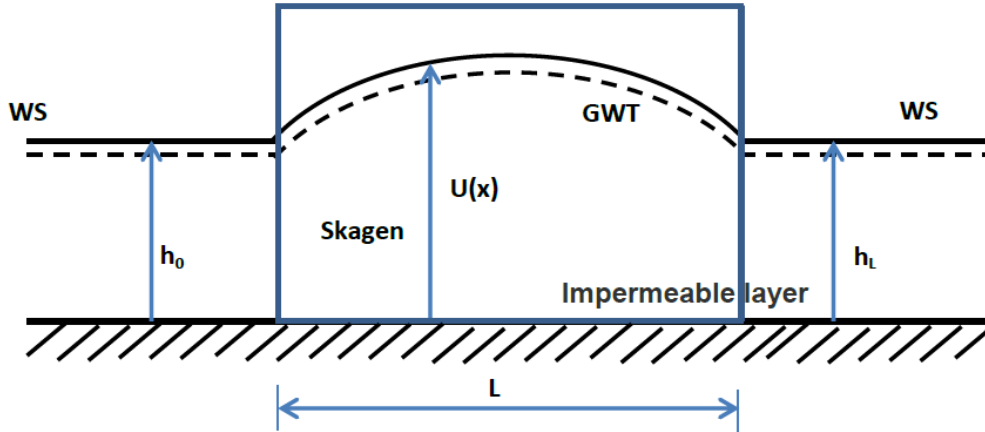 WS
WS
GWT
U(x)
Skagen
h₀
hL
Impermeable layer
L